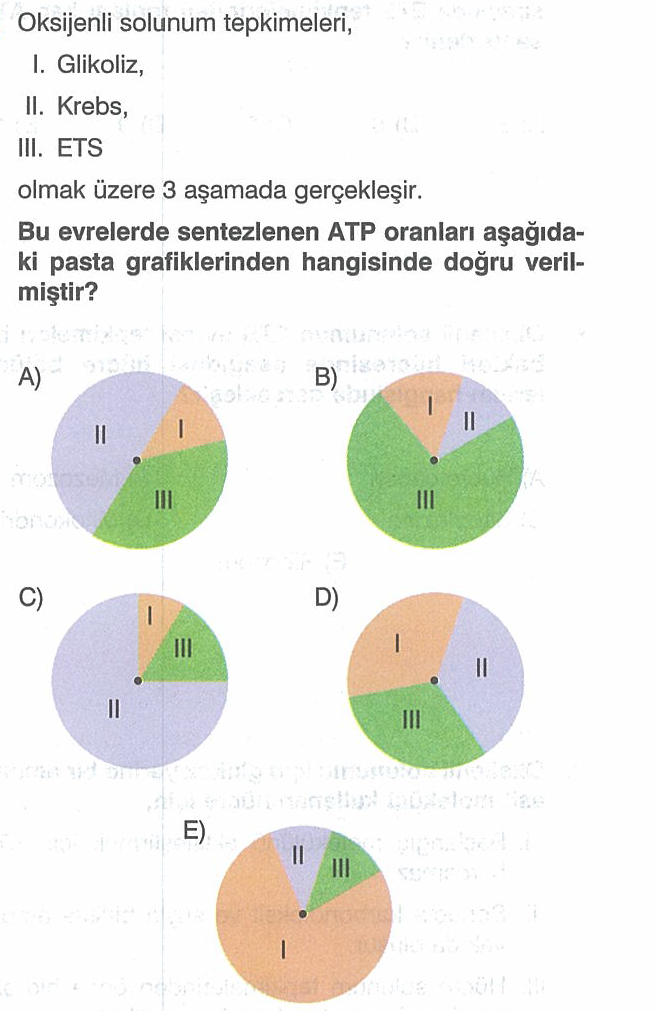 Oksijenli solunum tepkimeleri,
I. Glikoliz,
II. Krebs,
III. ETS
olmak üzere 3 aşamada gerçekleşir.
Bu evrelerde sentezlenen ATP oranları aşağıda-
ki pasta grafiklerinden hangisinde doğru veril-
miştir?
A)
II
I
III
B)
I
II
III
C)
I
III
II
D)
I
II
III
E)
II
III
I